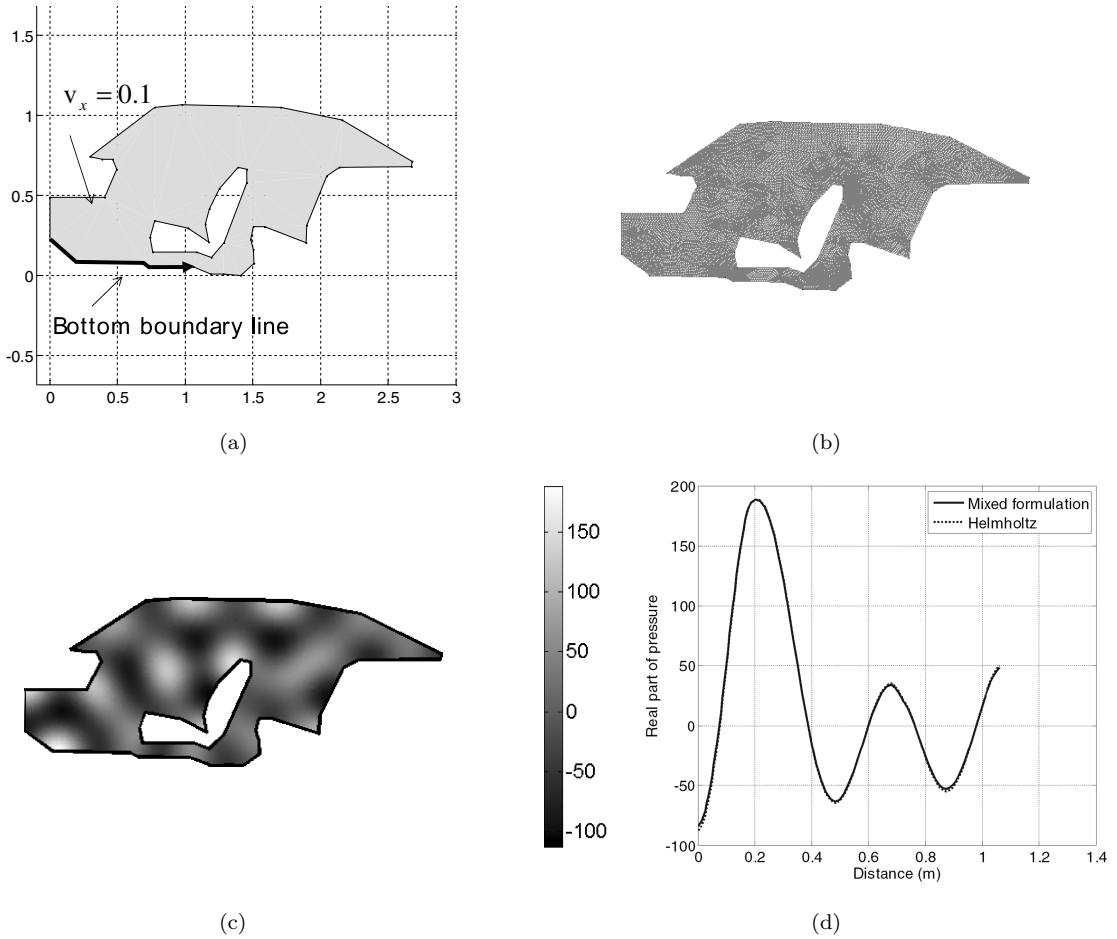 1.5
1
0.5
0
-0.5
0 0.5 1 1.5 2 2.5 3
v_x = 0.1
Bottom boundary line
(a)
(b)
150
100
50
0
-50
-100
(c)
200
150
100
50
0
-50
-100
0 0.2 0.4 0.6 0.8 1 1.2 1.4
Real part of pressure
Distance (m)
Mixed formulation
Helmholtz
(d)